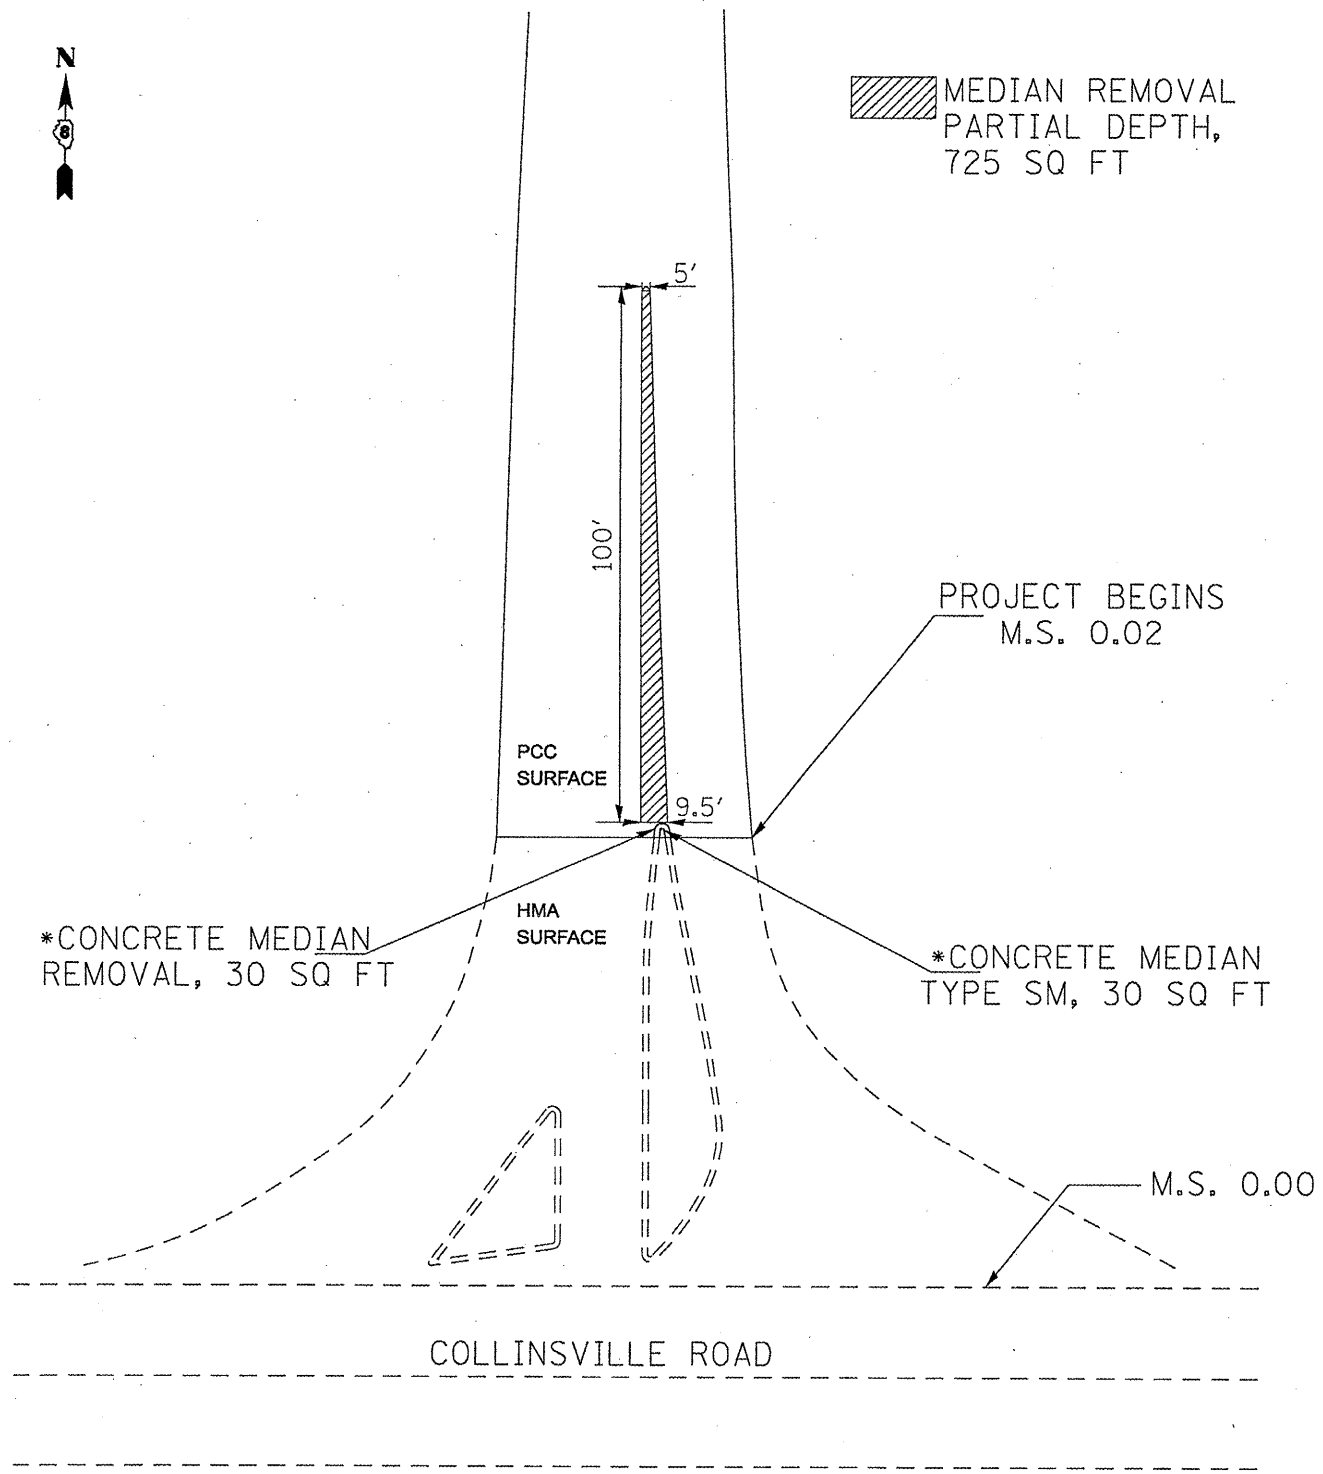 N
8
MEDIAN REMOVAL
PARTIAL DEPTH,
725 SQ FT
5'
100'
PROJECT BEGINS
M.S. 0.02
PCC
SURFACE
9.5'
HMA
SURFACE
*CONCRETE MEDIAN
REMOVAL, 30 SQ FT
*CONCRETE MEDIAN
TYPE SM, 30 SQ FT
M.S. 0.00
COLLINSVILLE ROAD